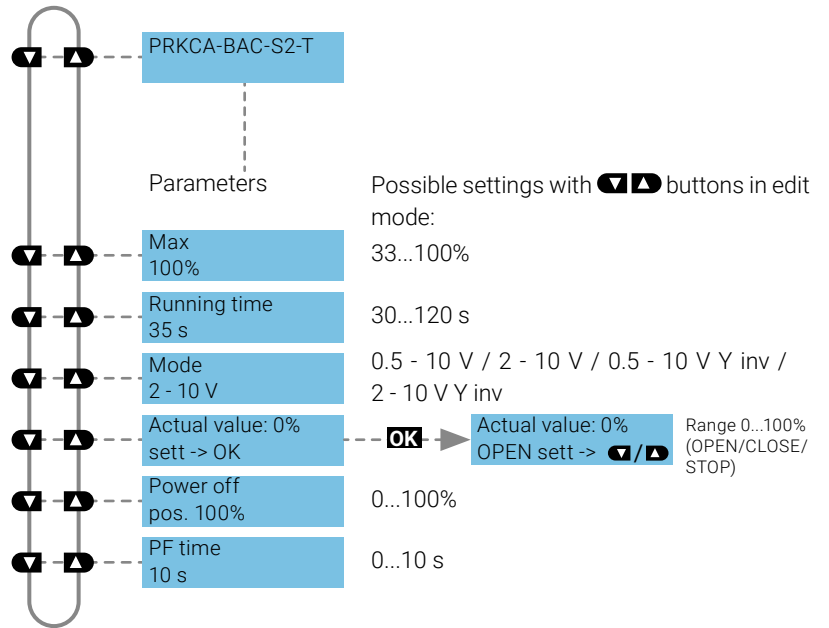 PRKCA-BAC-S2-T
Parameters
Possible settings with buttons in edit
mode:
Max
100%
33...100%
Running time
35 s
30...120 s
Mode
2 - 10 V
0.5 - 10 V / 2 - 10 V / 0.5 - 10 V Y inv /
2 - 10 V Y inv
Actual value: 0%
sett -> OK
OK
Actual value: 0%
OPEN sett -> /
Range 0...100%
(OPEN/CLOSE/
STOP)
Power off
pos. 100%
0...100%
PF time
10 s
0...10 s